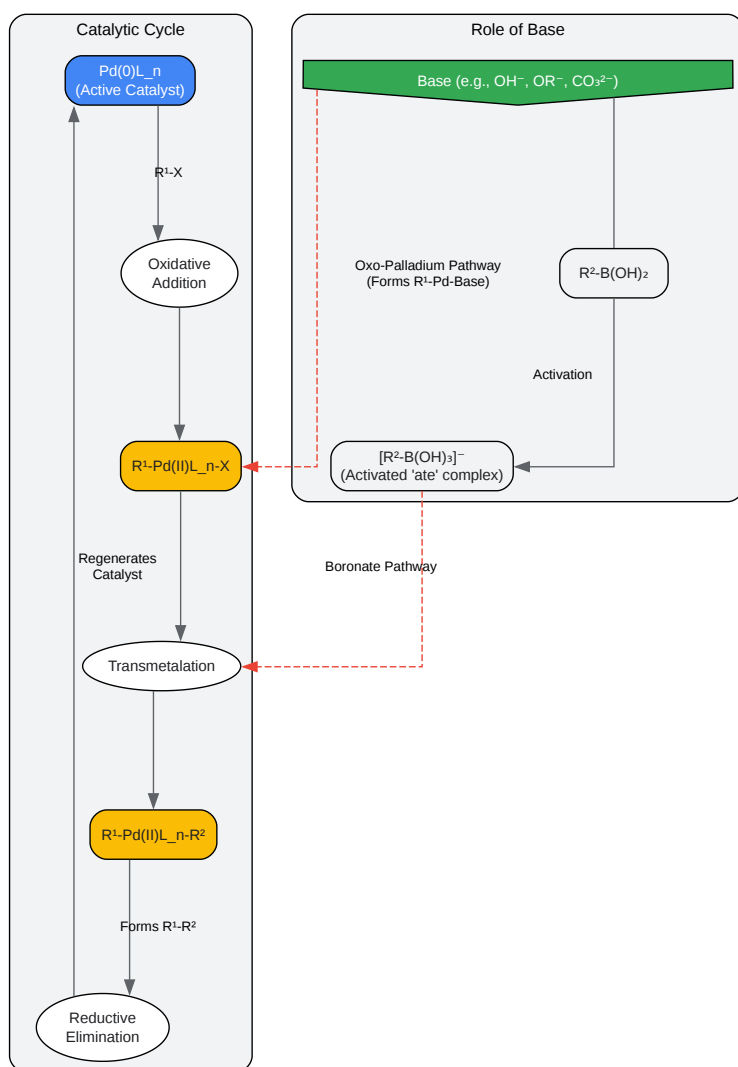 Catalytic Cycle
Pd(0)L_n
(Active Catalyst)
R¹-X
Oxidative
Addition
R¹-Pd(II)L_n-X
Regenerates
Catalyst
Transmetalation
R¹-Pd(II)L_n-R²
Forms R¹-R²
Reductive
Elimination
Role of Base
Base (e.g., OH⁻, OR⁻, CO₃²⁻)
Oxo-Palladium Pathway
(Forms R¹-Pd-Base)
R²-B(OH)₂
Activation
[R²-B(OH)₃]⁻
(Activated 'ate' complex)
Boronate Pathway